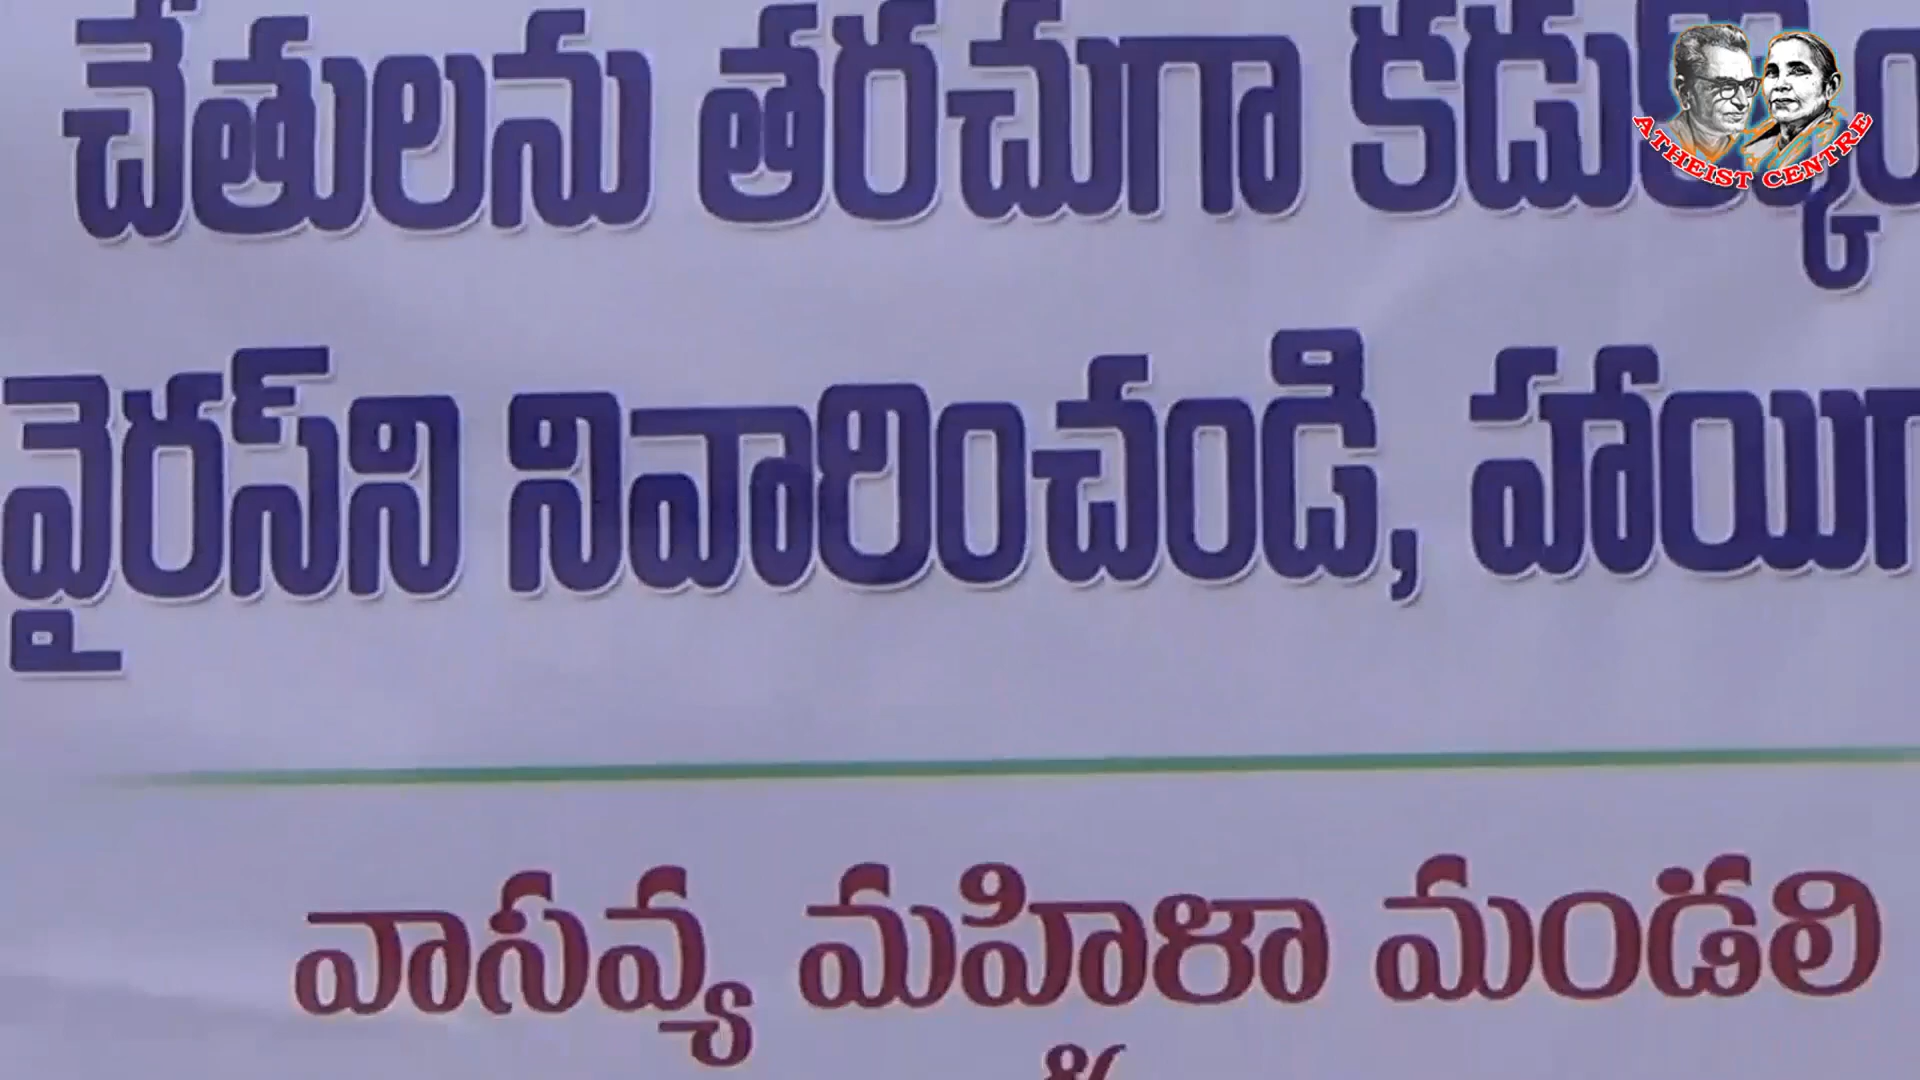 చేతులను తరచుగా
వైరస్‌ని నివారించండి,
వాసవ్య మహిళా మండలి
ATHEIST CENTRE